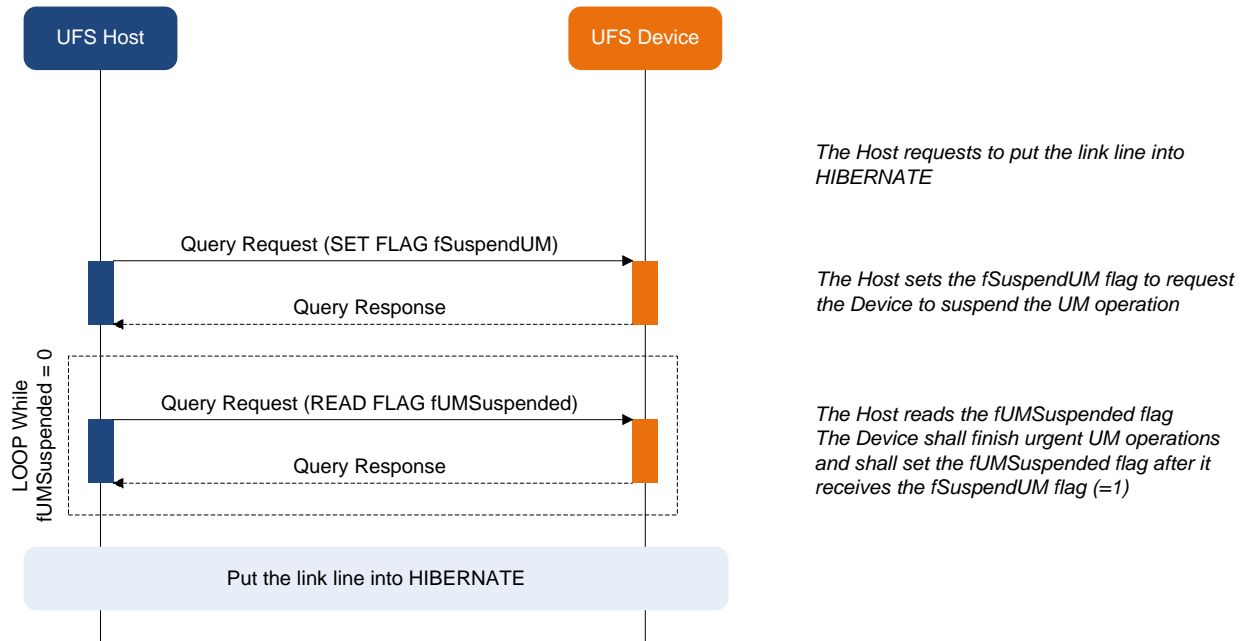 UFS Host
UFS Device
The Host requests to put the link line into
HIBERNATE
Query Request (SET FLAG fSuspendUM)
The Host sets the fSuspendUM flag to request
the Device to suspend the UM operation
Query Response
LOOP While
fUMSuspended = 0
Query Request (READ FLAG fUMSuspended)
The Host reads the fUMSuspended flag
The Device shall finish urgent UM operations
and shall set the fUMSuspended flag after it
receives the fSuspendUM flag (=1)
Query Response
Put the link line into HIBERNATE